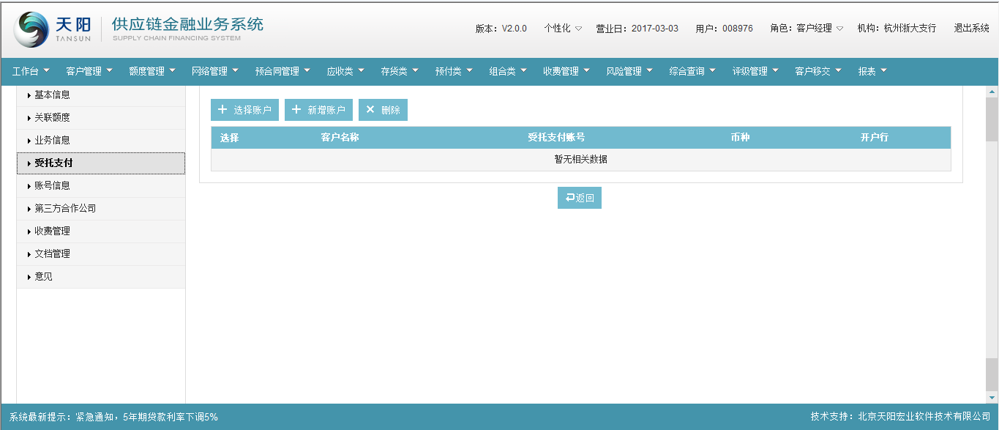 天阳
TANSUN
供应链金融业务系统
SUPPLY CHAIN FINANCING SYSTEM
版本：V2.0.0 个性化 营业日：2017-03-03 用户：008976 角色：客户经理 机构：杭州浙大支行 退出系统
工作台 客户管理 额度管理 网络管理 预合同管理 应收类 存货类 预付类 组合类 收费管理 风险管理 综合查询 评级管理 客户移交 报表
基本信息
关联额度
业务信息
受托支付
账号信息
第三方合作公司
收费管理
文档管理
意见
选择账户 新增账户 删除
选择 客户名称 受托支付账号 币种 开户行
暂无相关数据
返回
系统最新提示：紧急通知，5年期贷款利率下调5% 技术支持：北京天阳宏业软件技术有限公司